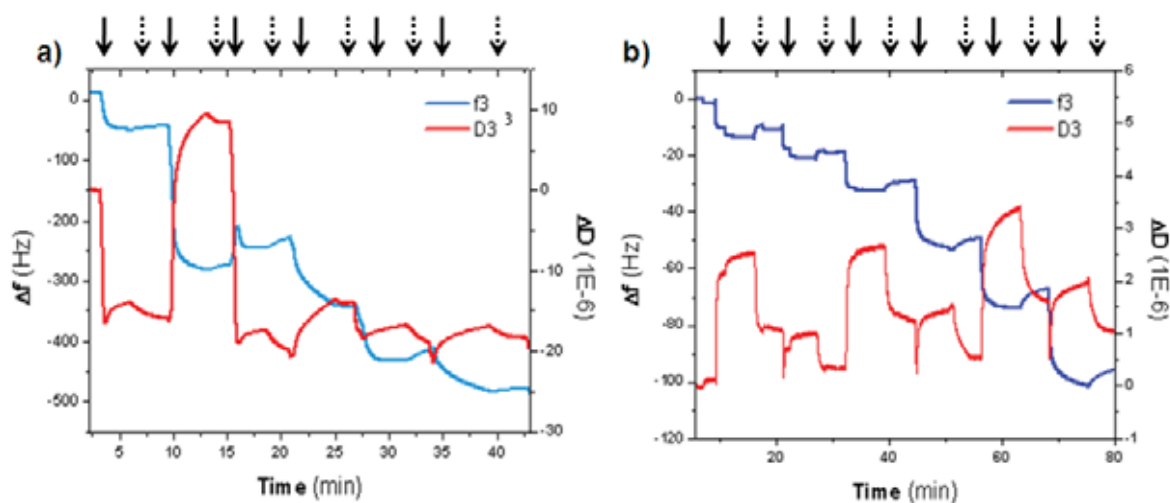 a)
f3
D3 3
0
-50
-100
-150
-200
-300
-400
-500
Δf (Hz)
10
0
-10
-20
-30
ΔD (1E-6)
5 10 15 20 25 30 35 40
Time (min)
b)
f3
D3
0
-20
-40
-60
-80
-100
-120
Δf (Hz)
6
5
4
3
2
1
0
-1
ΔD (1E-6)
20 40 60 80
Time (min)